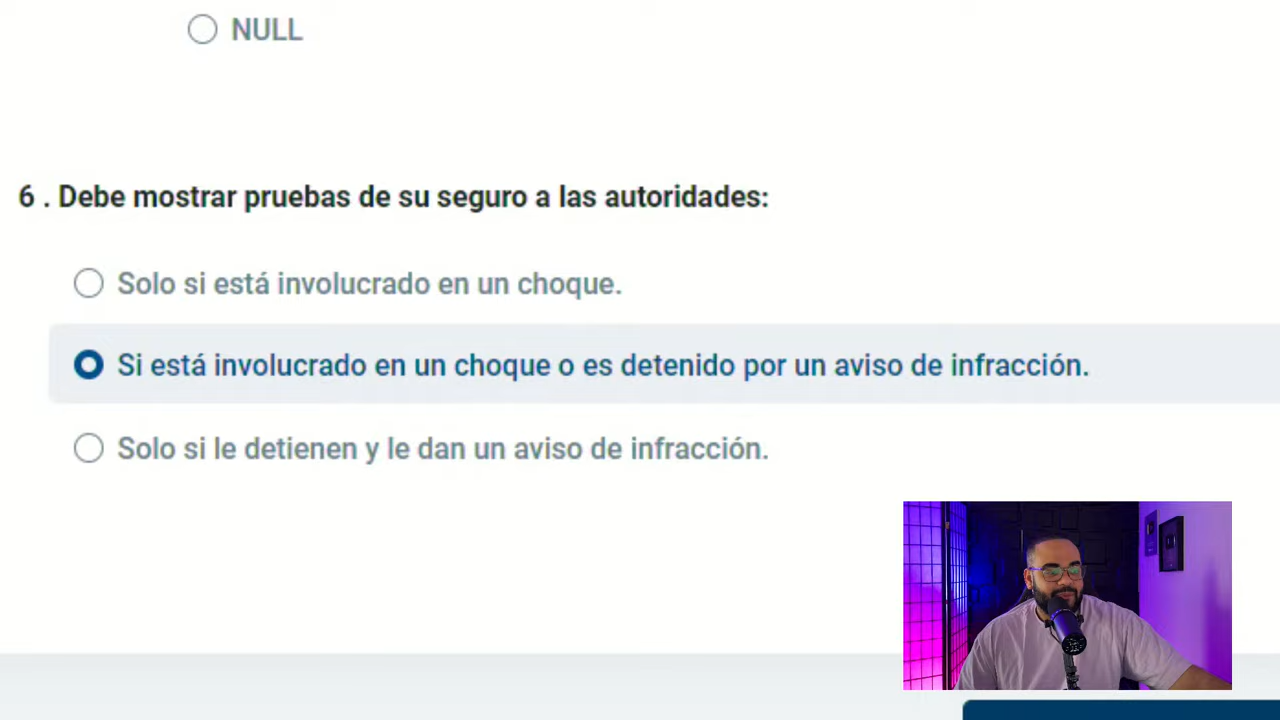 NULL
6 . Debe mostrar pruebas de su seguro a las autoridades:
Solo si está involucrado en un choque.
Si está involucrado en un choque o es detenido por un aviso de infracción.
Solo si le detienen y le dan un aviso de infracción.